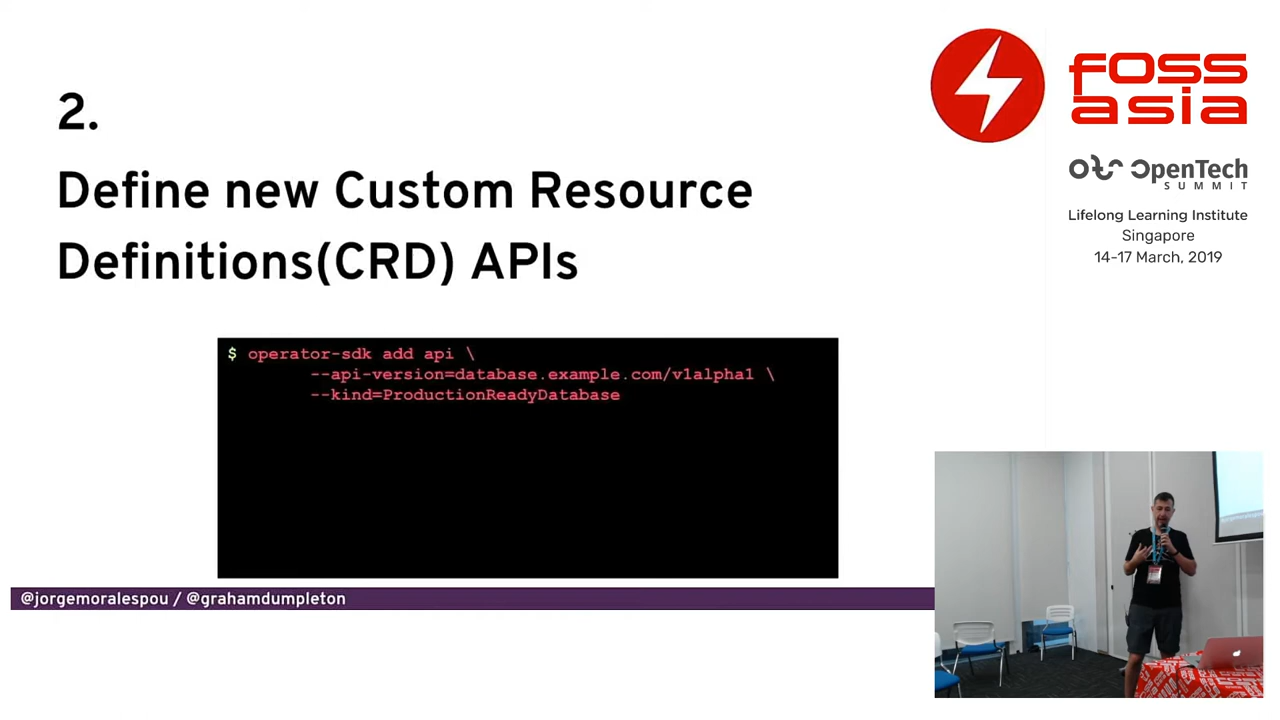 2.
Define new Custom Resource
Definitions(CRD) APIs
$ operator-sdk add api \
--api-version=database.example.com/v1alpha1 \
--kind=ProductionReadyDatabase
@jorgemoralespou / @grahamdumpleton
fOSS
asia
OpenTech
SUMMIT
Lifelong Learning Institute
Singapore
14-17 March, 2019